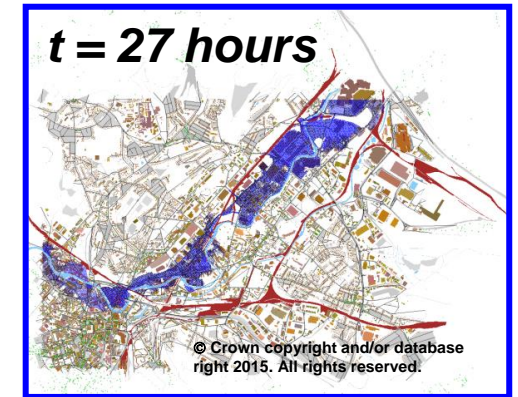 t = 27 hours
© Crown copyright and/or database
right 2015. All rights reserved.